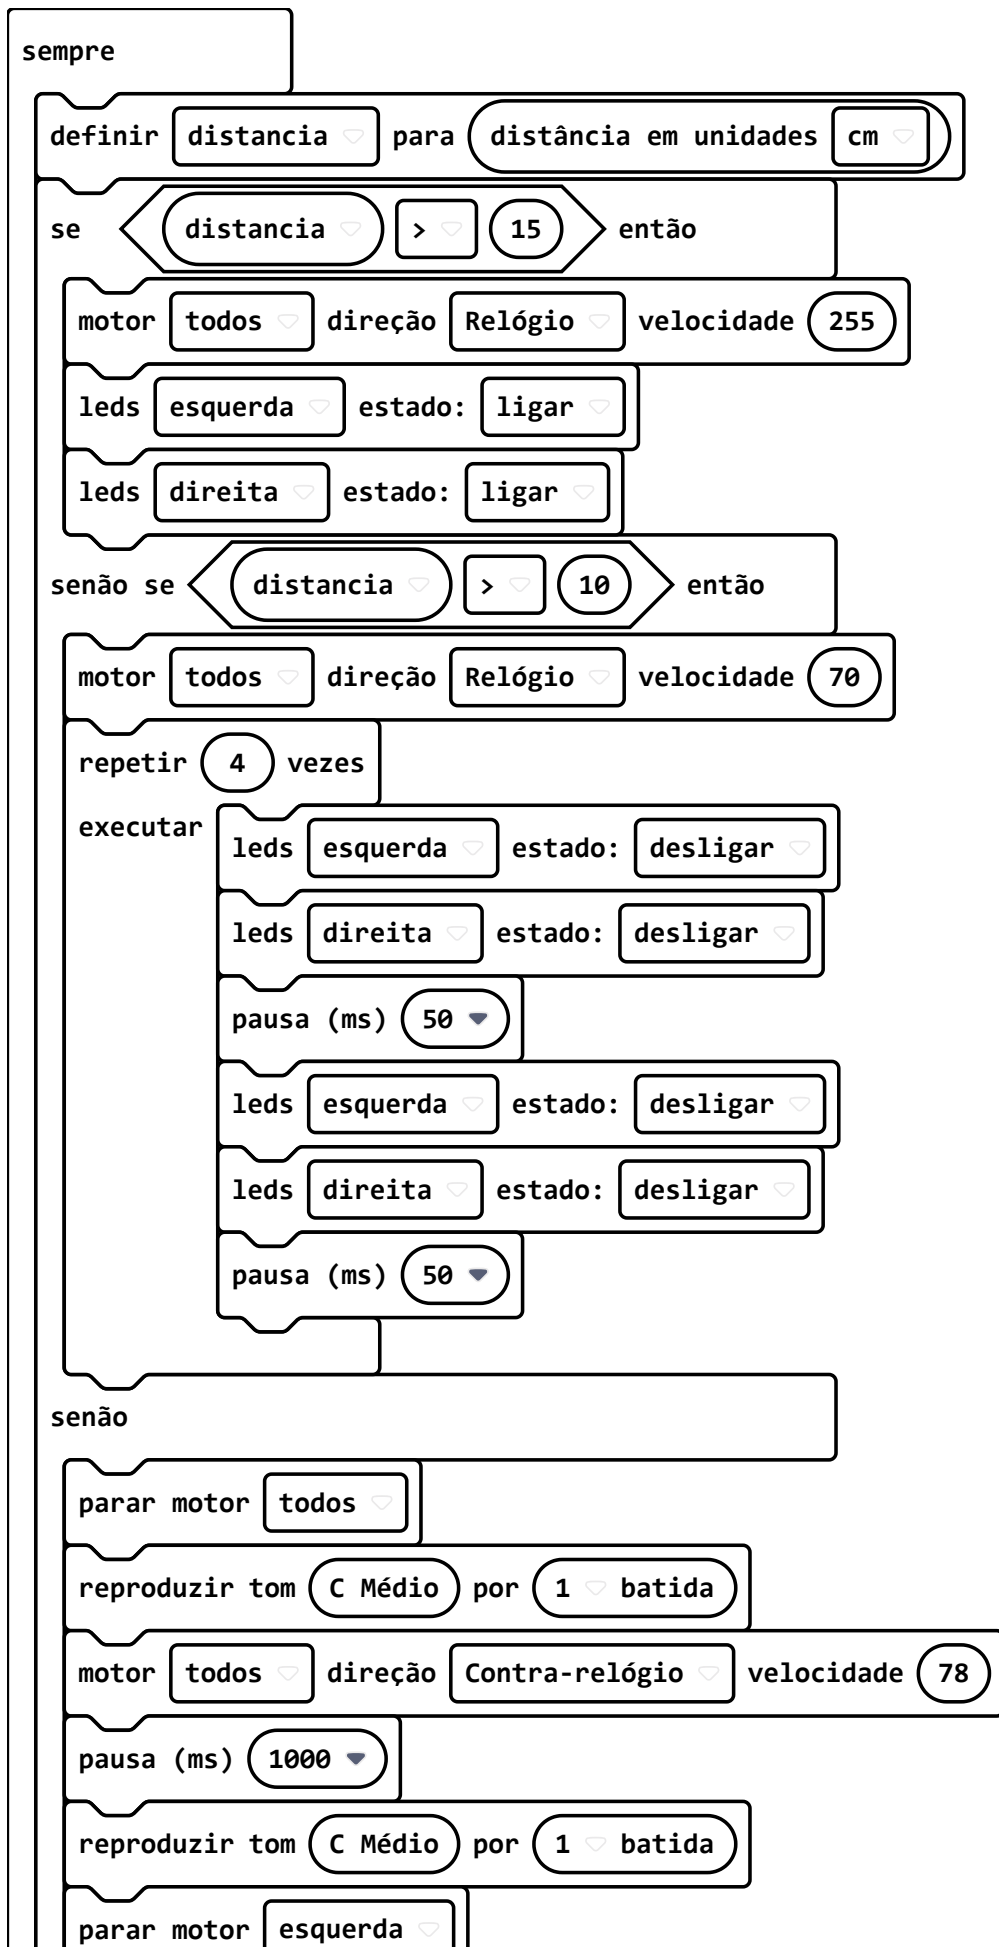 sempre
definir distancia para distância em unidades cm
se distancia > 15 então
motor todos direção Relógio velocidade 255
leds esquerda estado: ligar
leds direita estado: ligar
senão se distancia > 10 então
motor todos direção Relógio velocidade 70
repetir 4 vezes
executar
leds esquerda estado: desligar
leds direita estado: desligar
pausa (ms) 50
leds esquerda estado: desligar
leds direita estado: desligar
pausa (ms) 50
senão
parar motor todos
reproduzir tom C Médio por 1 batida
motor todos direção Contra-relógio velocidade 78
pausa (ms) 1000
reproduzir tom C Médio por 1 batida
parar motor esquerda